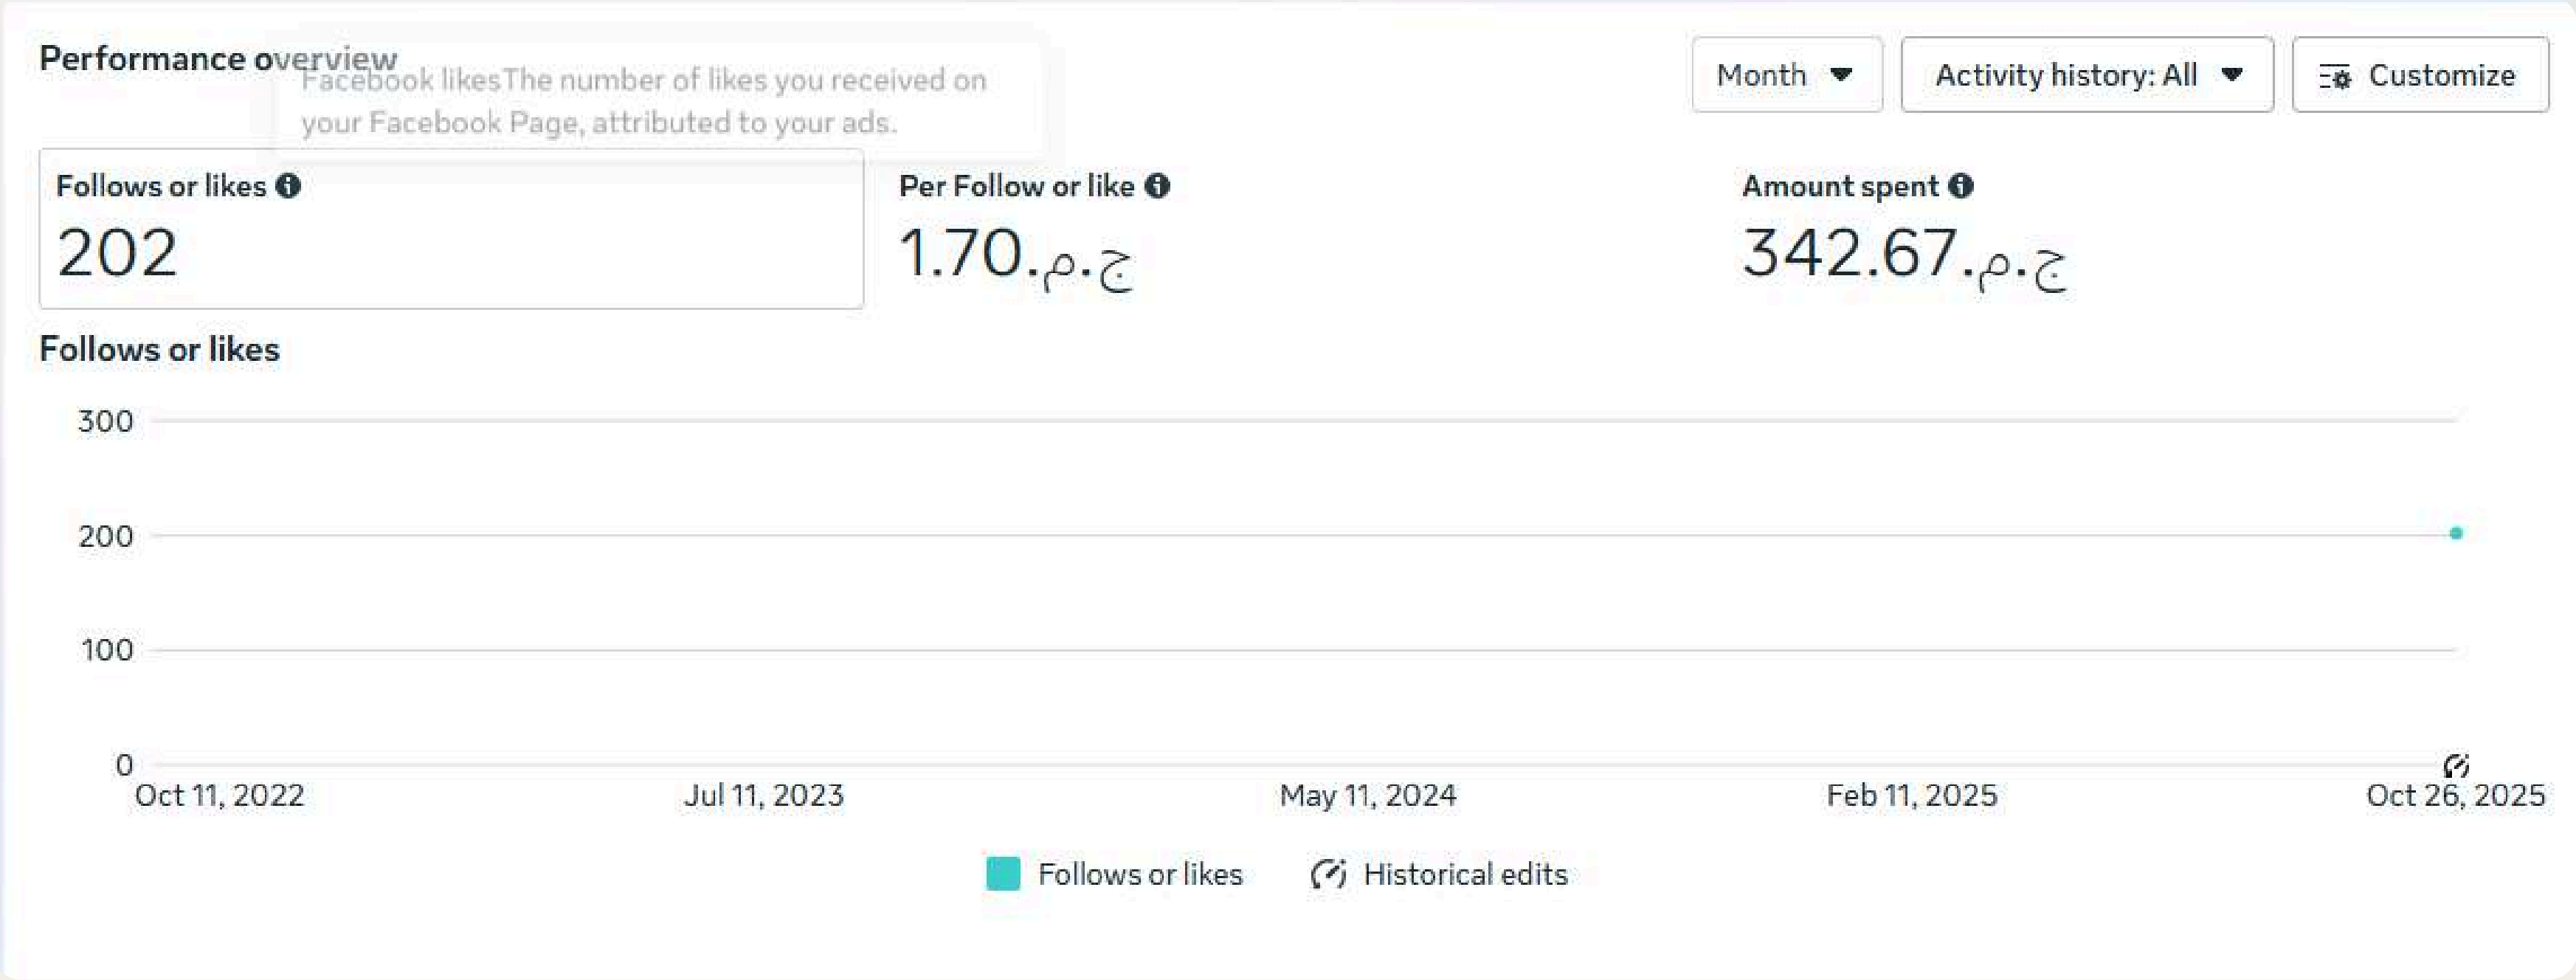 Performance overview
Facebook likesThe number of likes you received on
your Facebook Page, attributed to your ads.
Month
Activity history: All
Customize
Follows or likes
202
Per Follow or like
1.70.ج.م
Amount spent
342.67.ج.م
Follows or likes
300
200
100
0
Oct 11, 2022
Jul 11, 2023
May 11, 2024
Feb 11, 2025
Oct 26, 2025
Follows or likes
Historical edits